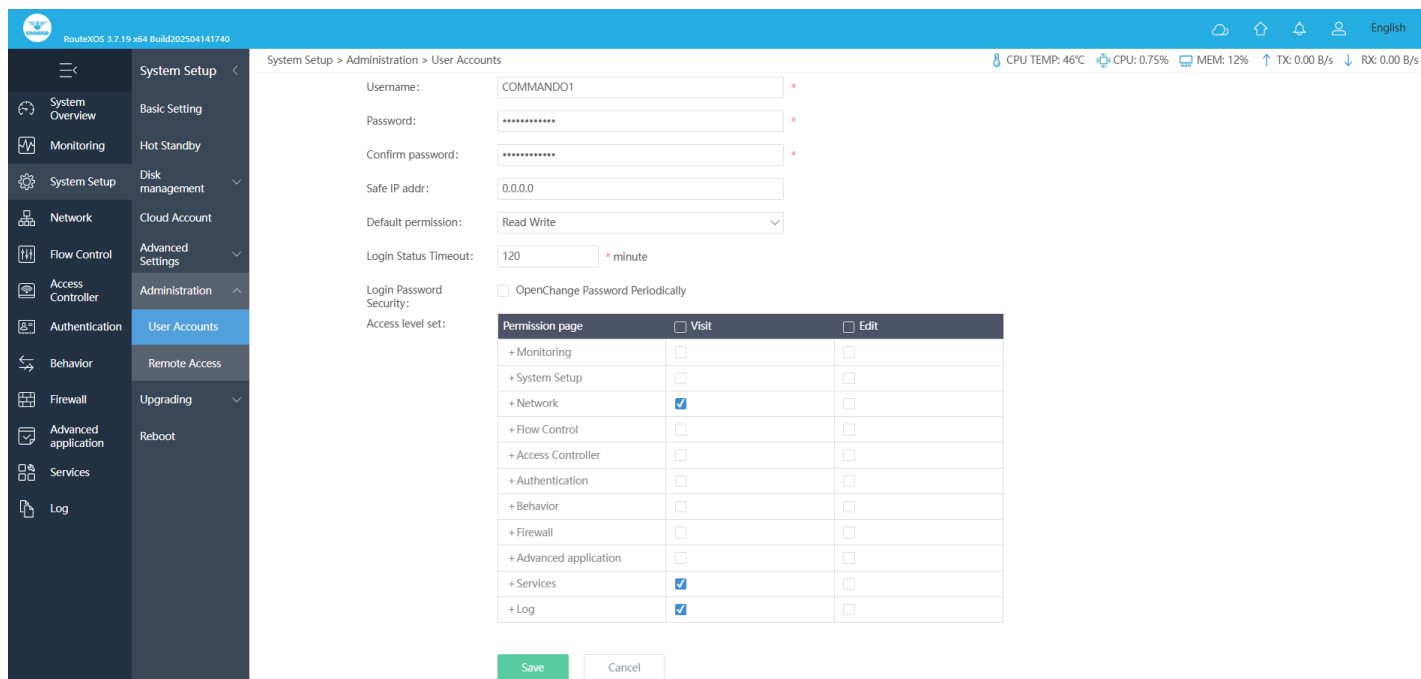 RouteXOS 3.7.19 x64 Build202504141740
English
System Setup > Administration > User Accounts
CPU TEMP: 46℃ CPU: 0.75% MEM: 12% TX: 0.00 B/s RX: 0.00 B/s
System Overview
Monitoring
System Setup
Network
Flow Control
Access Controller
Authentication
Behavior
Firewall
Advanced application
Services
Log
System Setup
Basic Setting
Hot Standby
Disk management
Cloud Account
Advanced Settings
Administration
User Accounts
Remote Access
Upgrading
Reboot
Username: COMMANDO1 *
Password: •••••••••••• *
Confirm password: •••••••••••• *
Safe IP addr: 0.0.0.0
Default permission: Read Write
Login Status Timeout: 120 * minute
Login Password Security: OpenChange Password Periodically
Access level set:
Permission page Visit Edit
+Monitoring
+System Setup
+Network
+Flow Control
+Access Controller
+Authentication
+Behavior
+Firewall
+Advanced application
+Services
+Log
Save Cancel